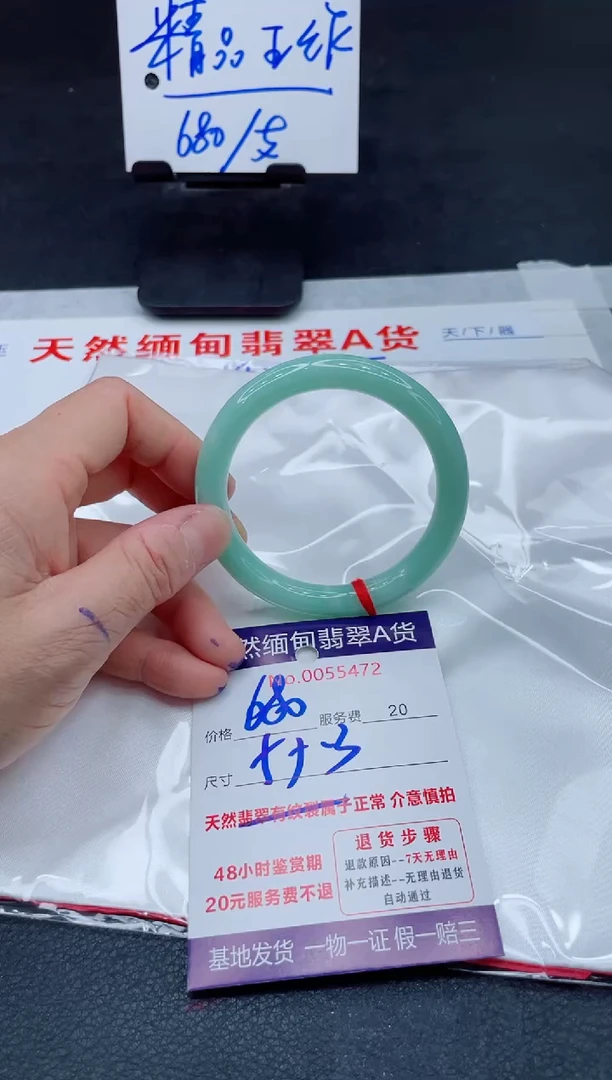 精品
680/支
天然缅甸翡翠A货
天/下/
然缅甸翡翠A货
No.0055472
价格 680 服务费 20
尺寸
天然翡翠有纹裂属于正常 介意慎拍
48小时鉴赏期
20元服务费不退
退货步骤
退款原因--7天无理由
补充描述--无理由退货
自动通过
基地发货 一物一证 假一赔三